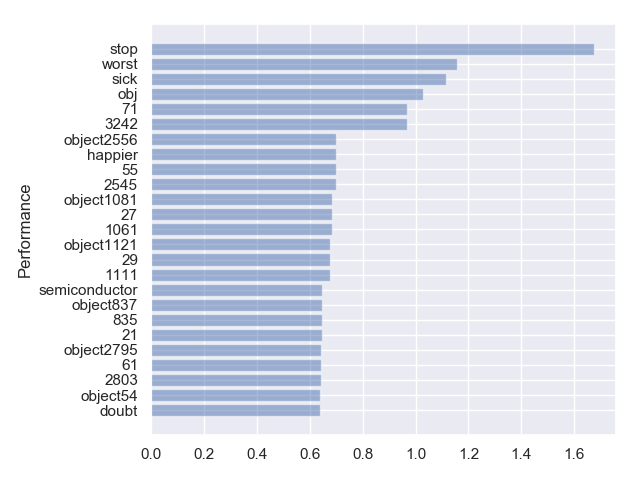 stop
worst
sick
obj
71
3242
object2556
happier
55
2545
object1081
27
1061
object1121
29
1111
semiconductor
object837
835
21
object2795
61
2803
object54
doubt
Performance
0.0 0.2 0.4 0.6 0.8 1.0 1.2 1.4 1.6